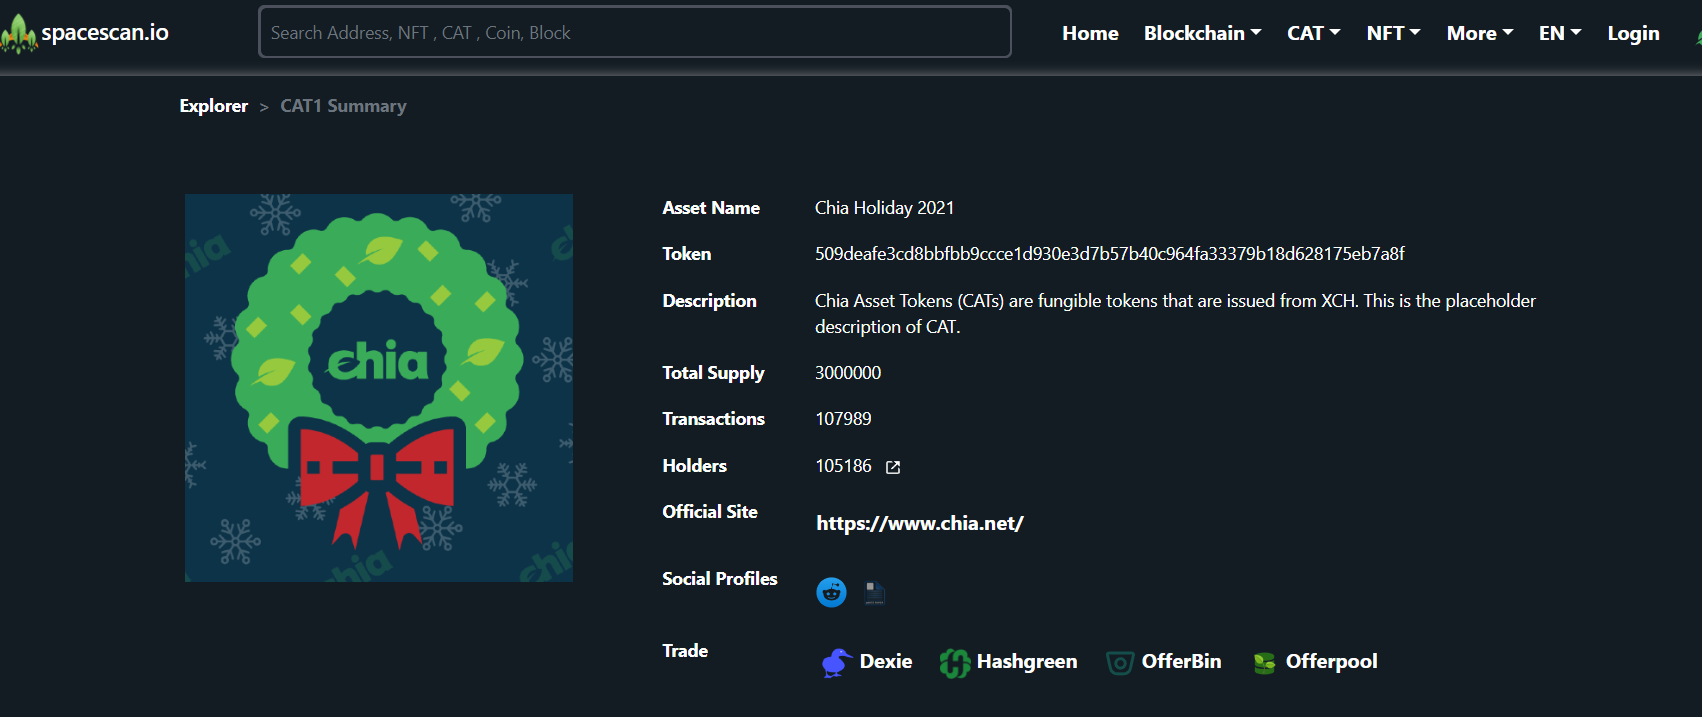 spacescan.io
Search Address, NFT , CAT , Coin, Block
Home
Blockchain
CAT
NFT
More
EN
Login
Explorer > CAT1 Summary
chia
chia
chia
chia
Asset Name
Chia Holiday 2021
Token
509deafe3cd8bbfbb9ccce1d930e3d7b57b40c964fa33379b18d628175eb7a8f
Description
Chia Asset Tokens (CATs) are fungible tokens that are issued from XCH. This is the placeholder
description of CAT.
Total Supply
3000000
Transactions
107989
Holders
105186
Official Site
https://www.chia.net/
Social Profiles
Trade
Dexie
Hashgreen
OfferBin
Offerpool